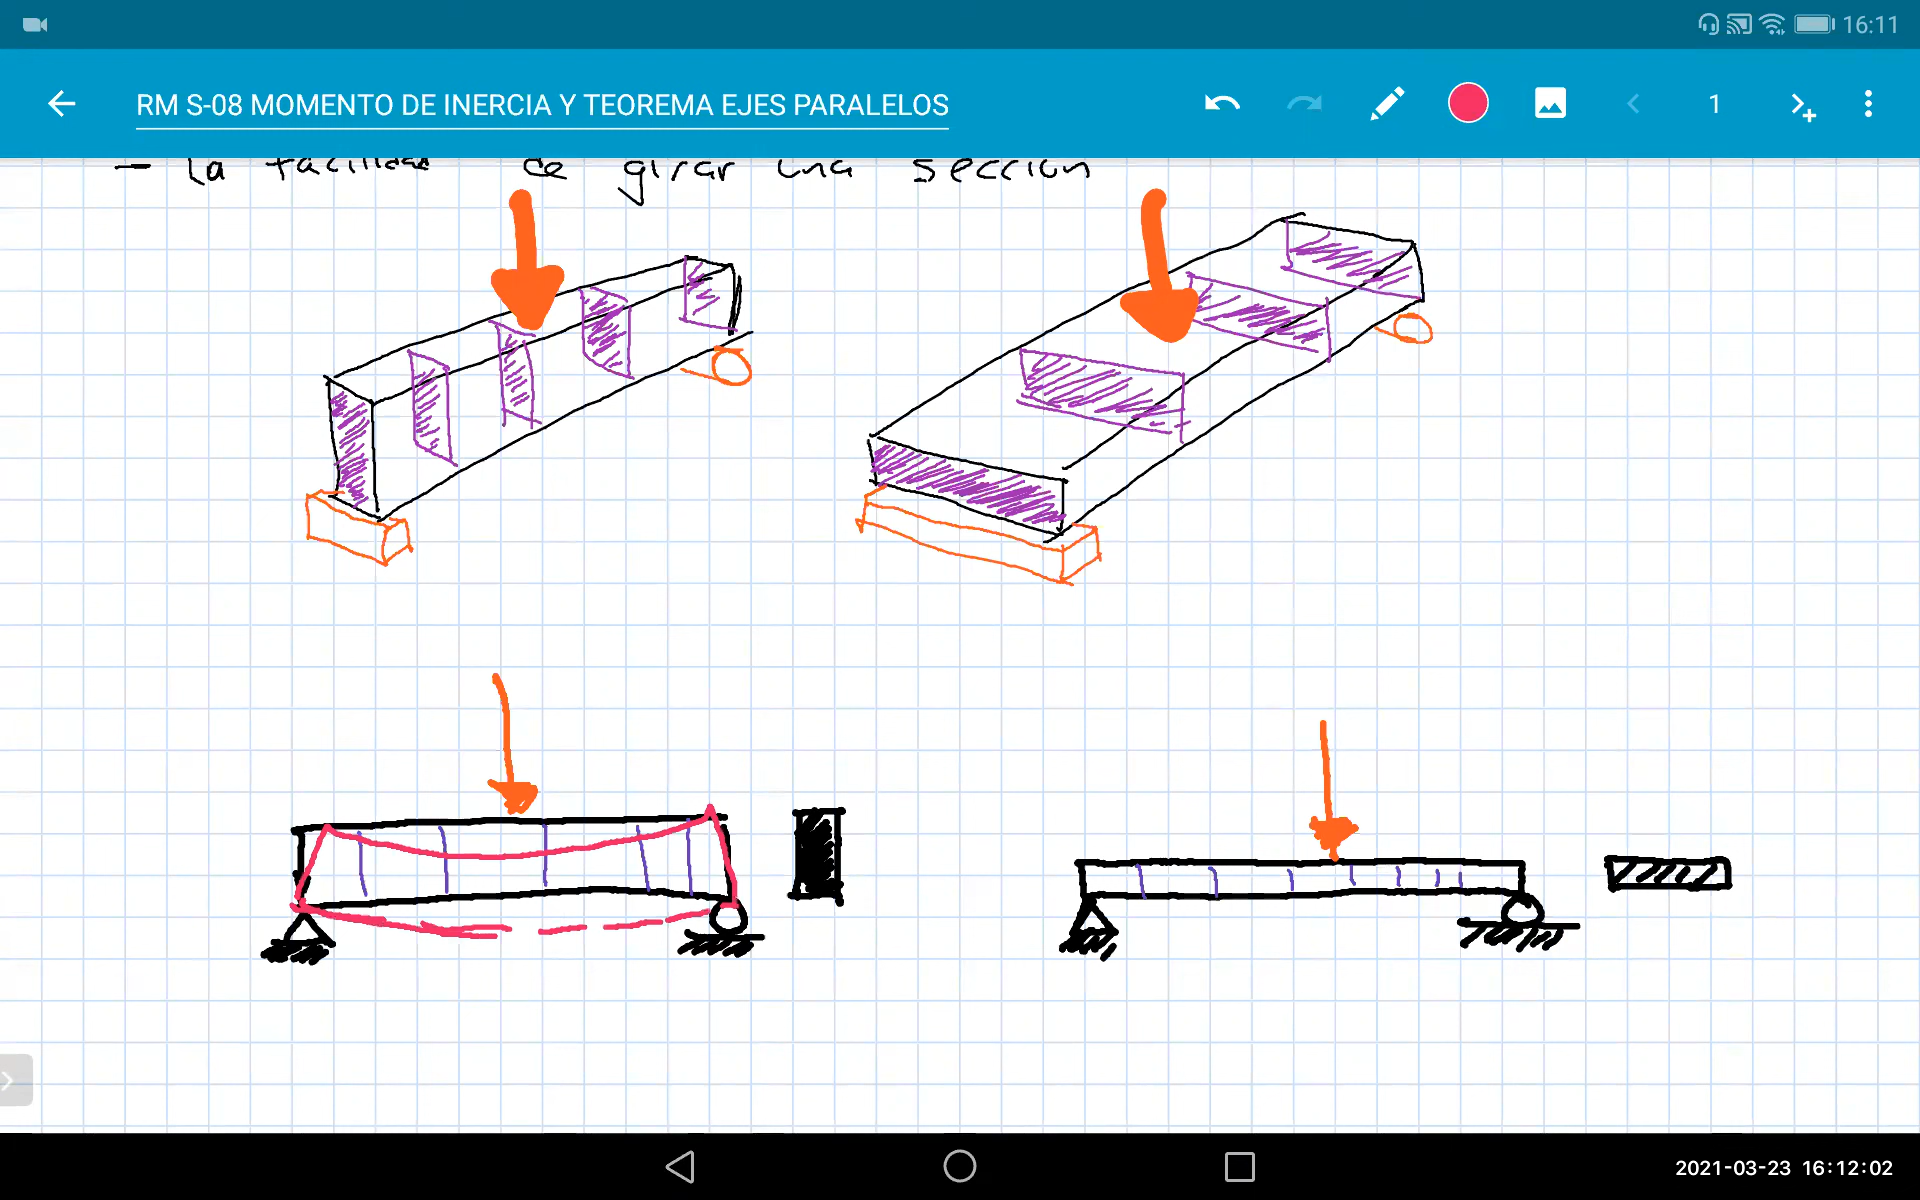 16:11
RM S-08 MOMENTO DE INERCIA Y TEOREMA EJES PARALELOS
1
- la facilidad de girar una sección
2021-03-23 16:12:02